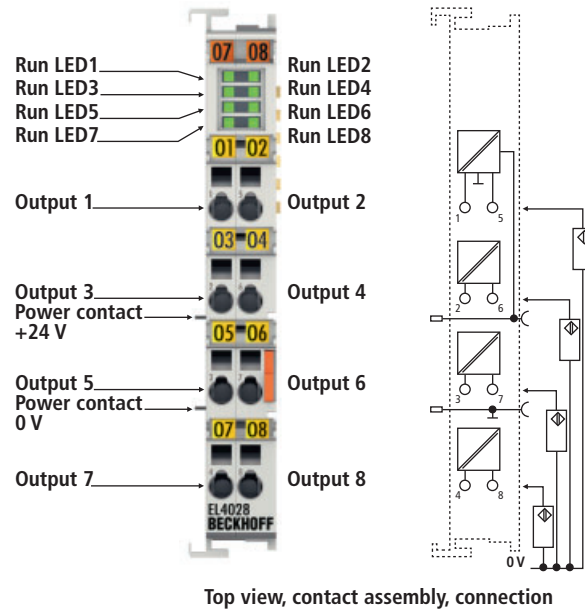 07 08
Run LED1
Run LED2
Run LED3
Run LED4
Run LED5
Run LED6
Run LED7
Run LED8
01 02
Output 1
Output 2
03 04
Output 3
Output 4
Power contact
+24 V
05 06
Output 5
Output 6
Power contact
0 V
07 08
Output 7
Output 8
EL4028
BECKHOFF
1 5
2 6
3 7
4 8
0 V
Top view, contact assembly, connection